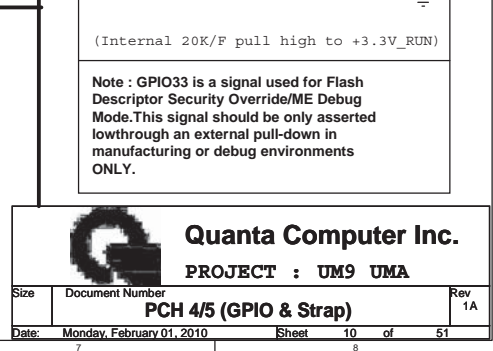 (Internal 20K/F pull high to +3.3V_RUN)
Note : GPIO33 is a signal used for Flash
Descriptor Security Override/ME Debug
Mode.This signal should be only asserted
lowthrough an external pull-down in
manufacturing or debug environments
ONLY.
Quanta Computer Inc.
PROJECT : UM9 UMA
Size Document Number Rev
PCH 4/5 (GPIO & Strap) 1A
Date: Monday, February 01, 2010 Sheet 10 of 51
7 8